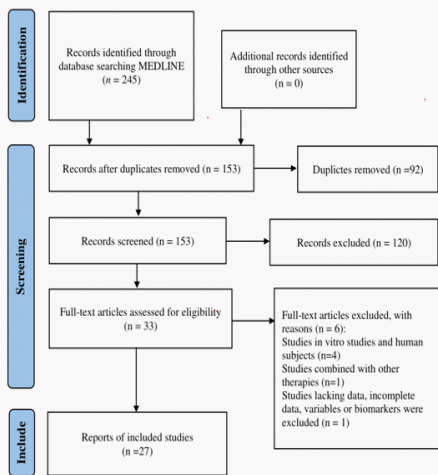 Identification
Records identified through
database searching MEDLINE
(n = 245)
Additional records identified
through other sources
(n = 0)
Screening
Records after duplicates removed (n = 153)
Duplictes removed (n =92)
Records screened (n = 153)
Records excluded (n = 120)
Full-text articles assessed for eligibility
(n = 33)
Full-text articles excluded, with
reasons (n = 6):
Studies in vitro studies and human
subjects (n=4)
Studies combined with other
therapies (n=1)
Studies lacking data, incomplete
data, variables or biomarkers were
excluded (n = 1)
Include
Reports of included studies
(n =27)